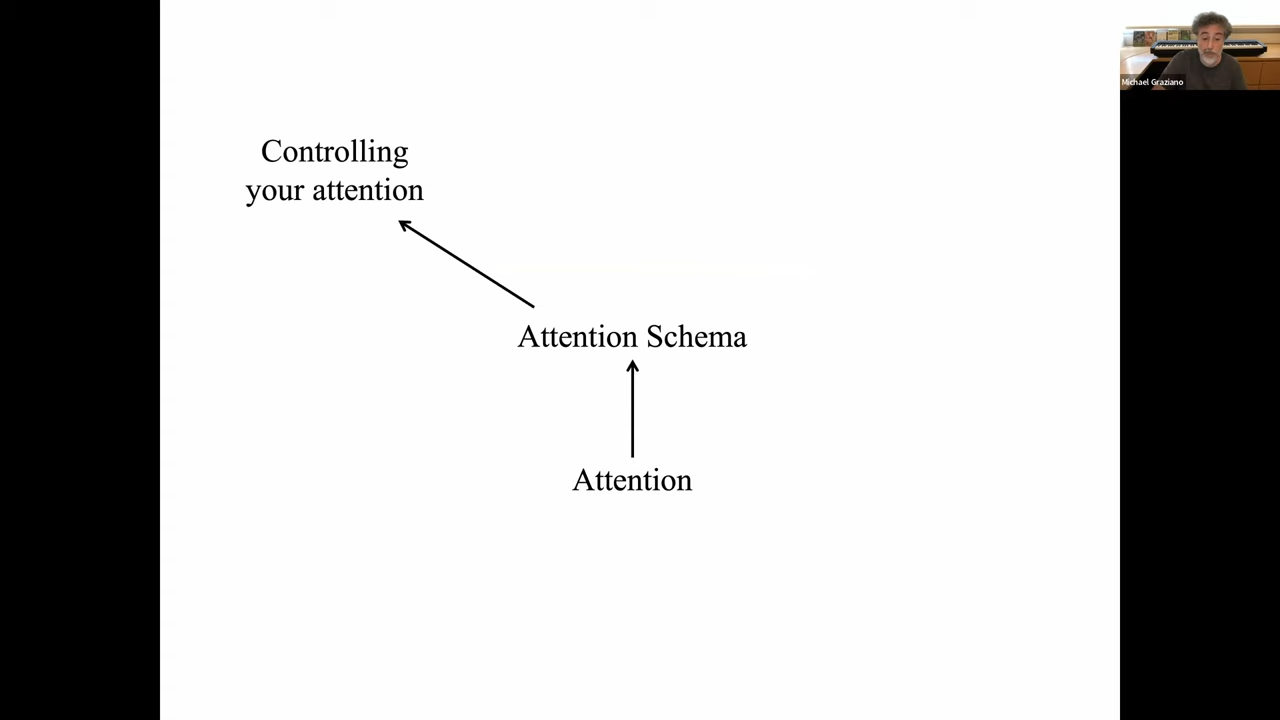 Michael Graziano
Controlling
your attention
Attention Schema
Attention